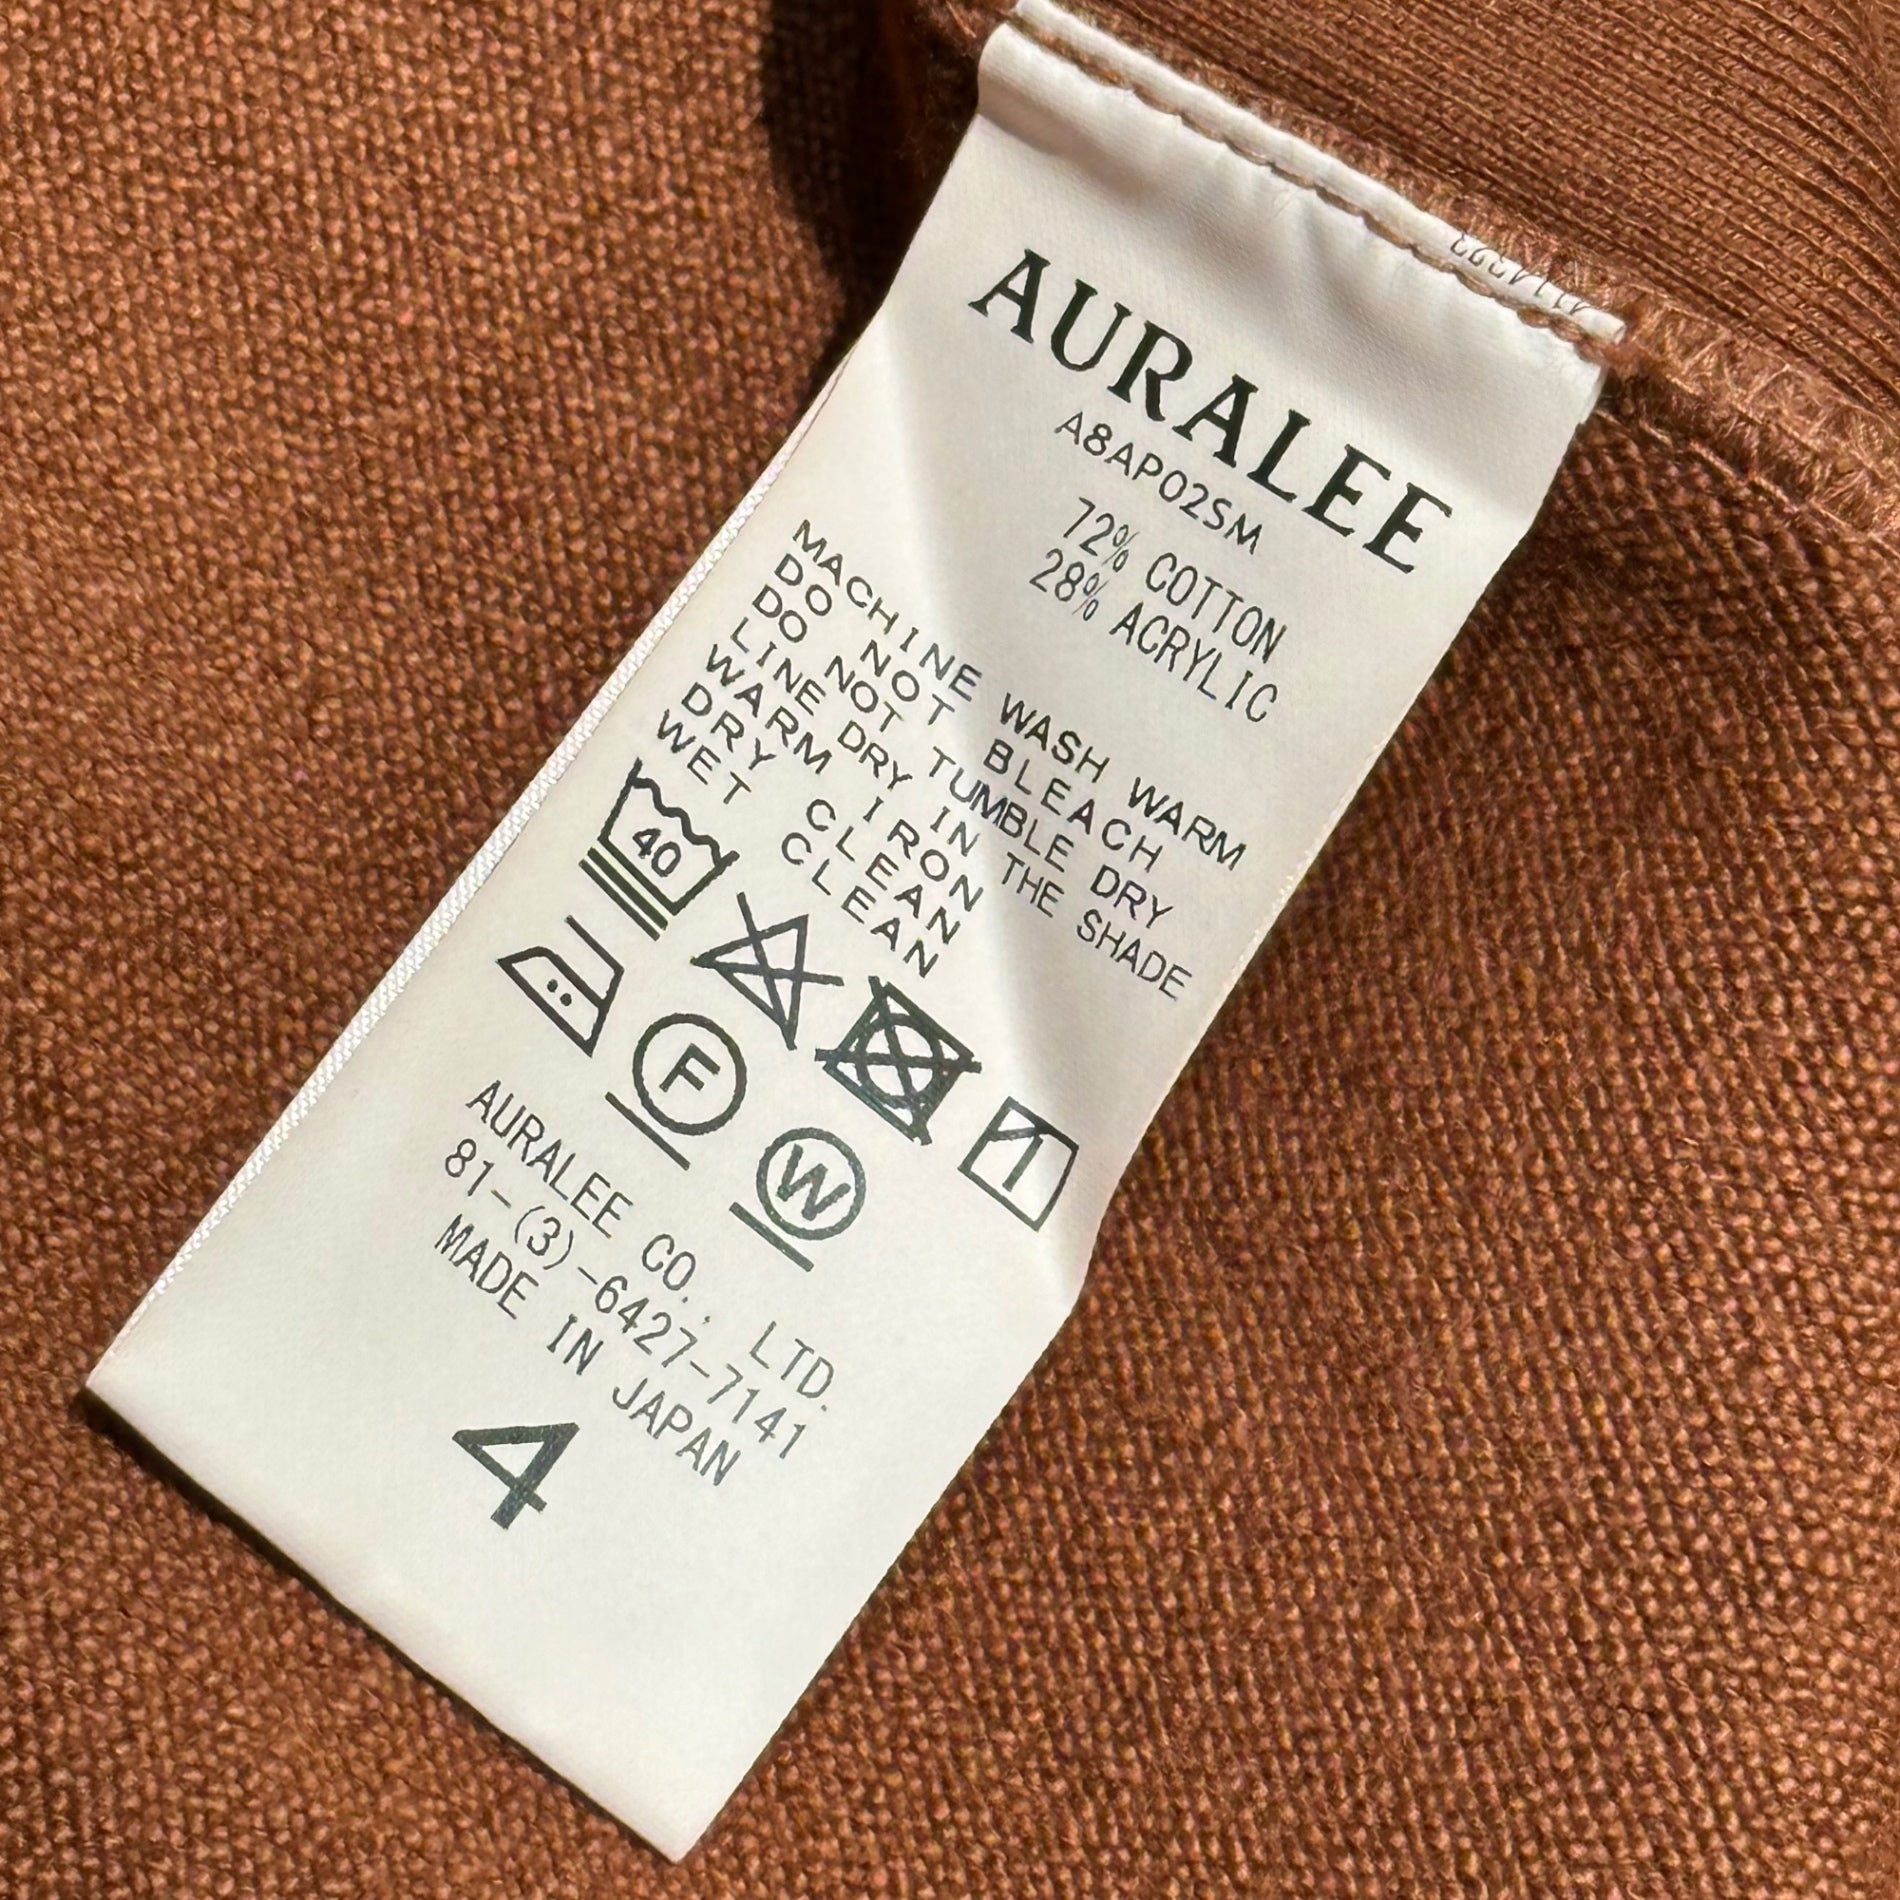 AURALEE
A8AP02SM
72% COTTON
28% ACRYLIC
MACHINE WASH WARM
DO NOT BLEACH
DO NOT TUMBLE DRY
LINE DRY IN THE SHADE
WARM IRON
DRY CLEAN
WET CLEAN
40
F
W
AURALEE CO., LTD.
81-(3)-6427-7141
MADE IN JAPAN
4